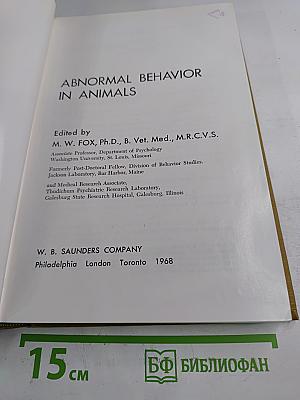 ABNORMAL BEHAVIOR
IN ANIMALS
Edited by
M. W. FOX, Ph.D., B. Vet. Med., M.R.C.V.S.
Associate Professor, Department of Psychology
Washington University, St. Louis, Missouri
Formerly Post-Doctoral Fellow, Division of Behavior Studies,
Jackson Laboratory, Bar Harbor, Maine
and Medical Research Associate,
Thudichum Psychiatric Research Laboratory,
Galesburg State Research Hospital, Galesburg, Illinois
W. B. SAUNDERS COMPANY
Philadelphia London Toronto 1968
15 см
БФ БИБЛИОФАН